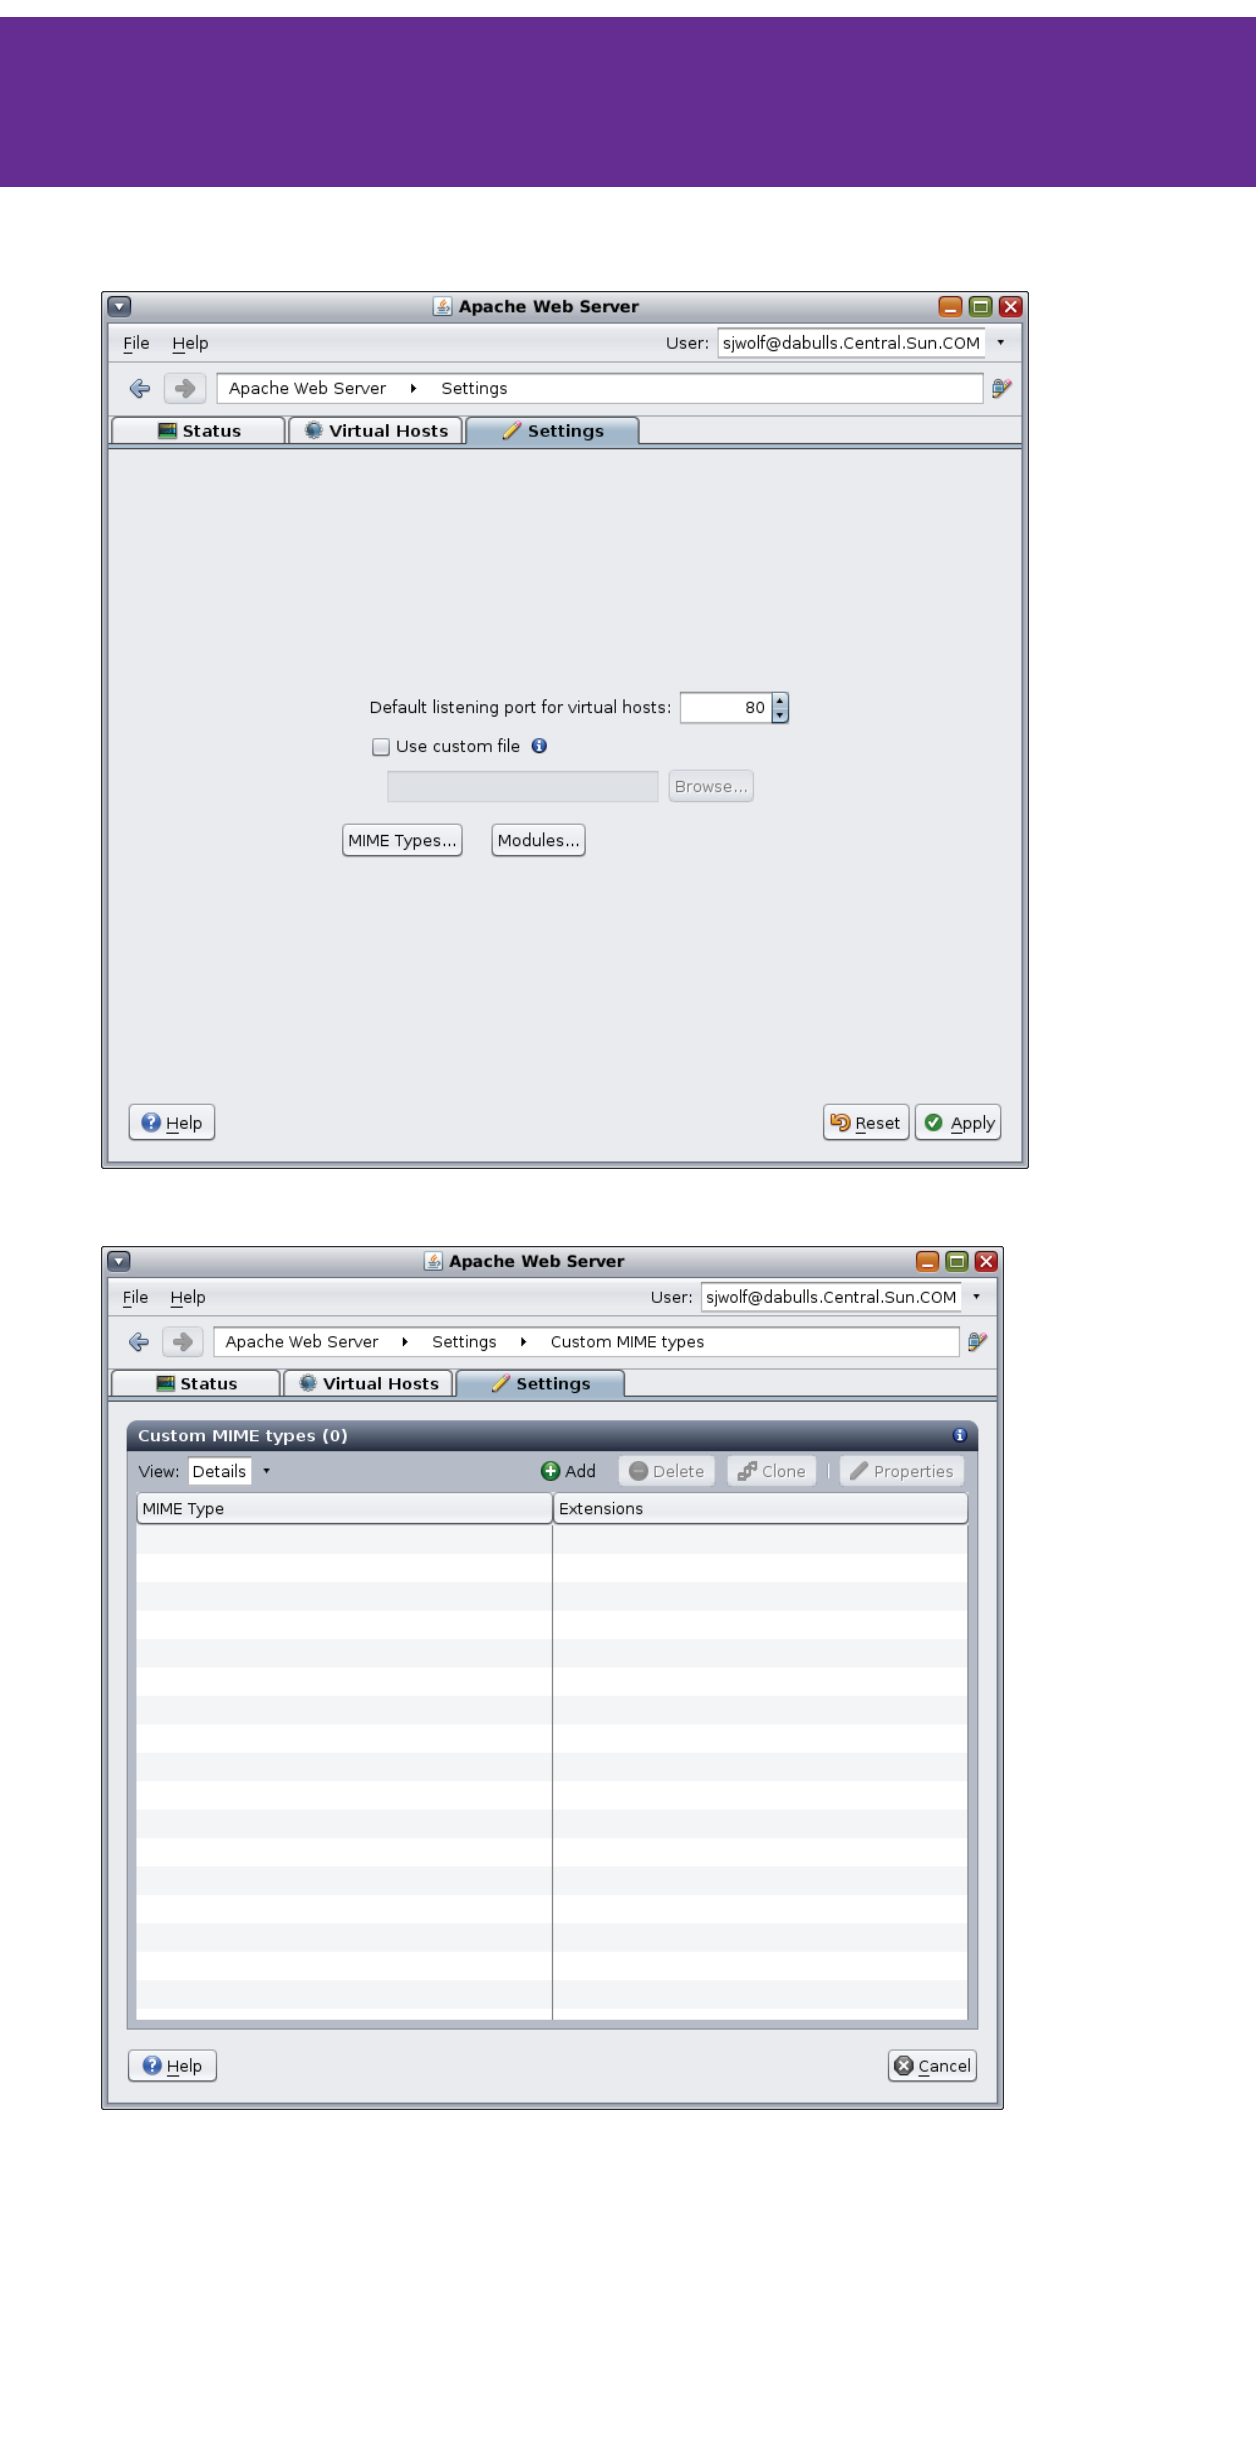 Apache Web Server
File Help User: sjwolf@dabulls.Central.Sun.COM
Apache Web Server Settings
Status Virtual Hosts Settings
Default listening port for virtual hosts: 80
Use custom file
Browse...
MIME Types... Modules...
Help Reset Apply
Apache Web Server
File Help User: sjwolf@dabulls.Central.Sun.COM
Apache Web Server Settings Custom MIME types
Status Virtual Hosts Settings
Custom MIME types (0)
View: Details Add Delete Clone Properties
MIME Type Extensions
Help Cancel